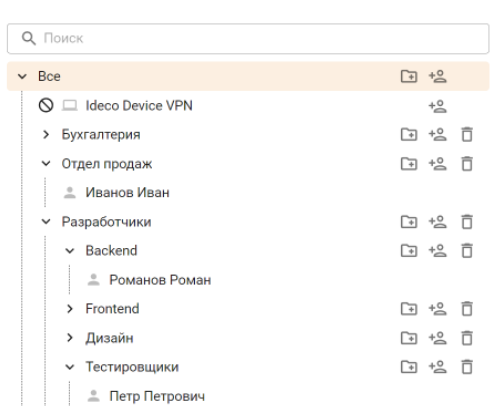 Поиск
Все
Ideco Device VPN
Бухгалтерия
Отдел продаж
Иванов Иван
Разработчики
Backend
Романов Роман
Frontend
Дизайн
Тестировщики
Петр Петрович